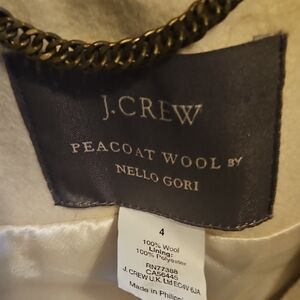 J.CREW
PEACOAT WOOL BY
NELLO GORI
4
100% Wool
Lining:
100% Polyester
RN77388
CA56445
J.CREW U.K. Ltd EC4V 6JA
Made in